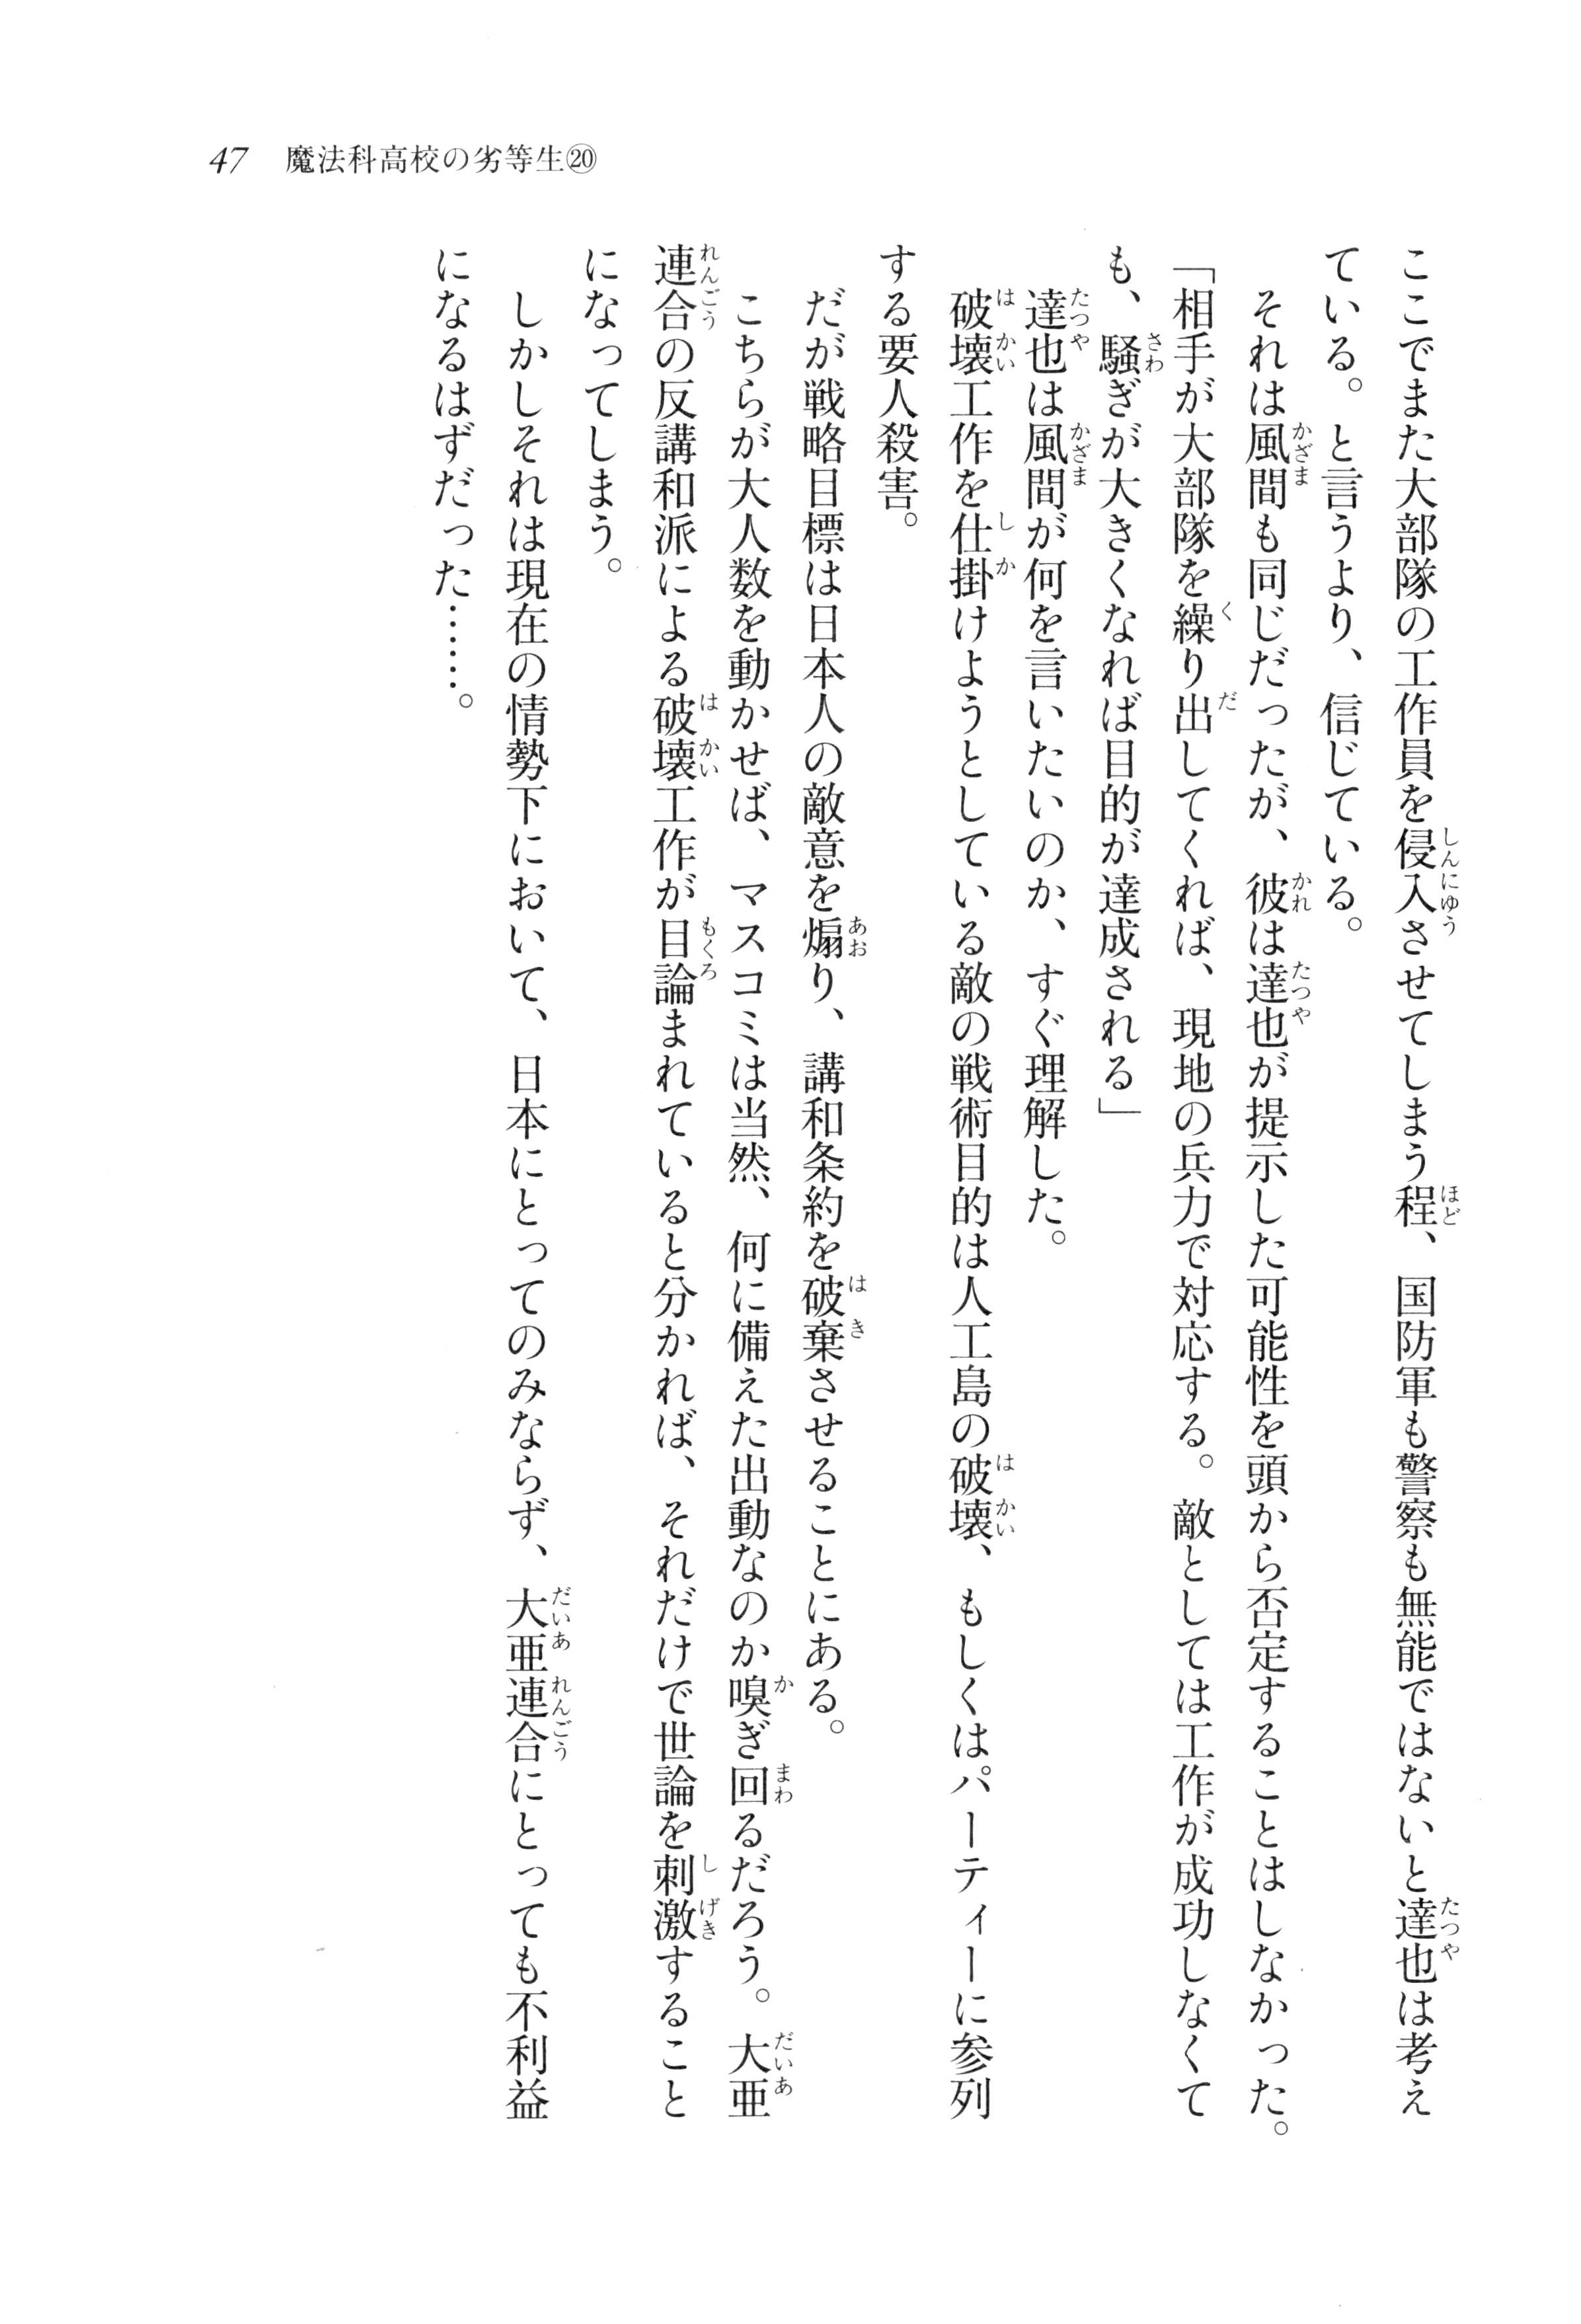 47　魔法科高校の劣等生⑳
ここでまた大部隊の工作員を侵入させてしまう程、国防軍も警察も無能ではないと達也は考え
ている。と言うより、信じている。
それは風間も同じだったが、彼は達也が提示した可能性を頭から否定することはしなかった。
「相手が大部隊を繰り出してくれば、現地の兵力で対応する。敵としては工作が成功しなくて
も、騒ぎが大きくなれば目的が達成される」
達也は風間が何を言いたいのか、すぐ理解した。
破壊工作を仕掛けようとしている敵の戦術目的は人工島の破壊、もしくはパーティーに参列
する要人殺害。
だが戦略目標は日本人の敵意を煽り、講和条約を破棄させることにある。
こちらが大人数を動かせば、マスコミは当然、何に備えた出動なのか嗅ぎ回るだろう。大亜
連合の反講和派による破壊工作が目論まれていると分かれば、それだけで世論を刺激すること
になってしまう。
しかしそれは現在の情勢下において、日本にとってのみならず、大亜連合にとっても不利益
になるはずだった……。